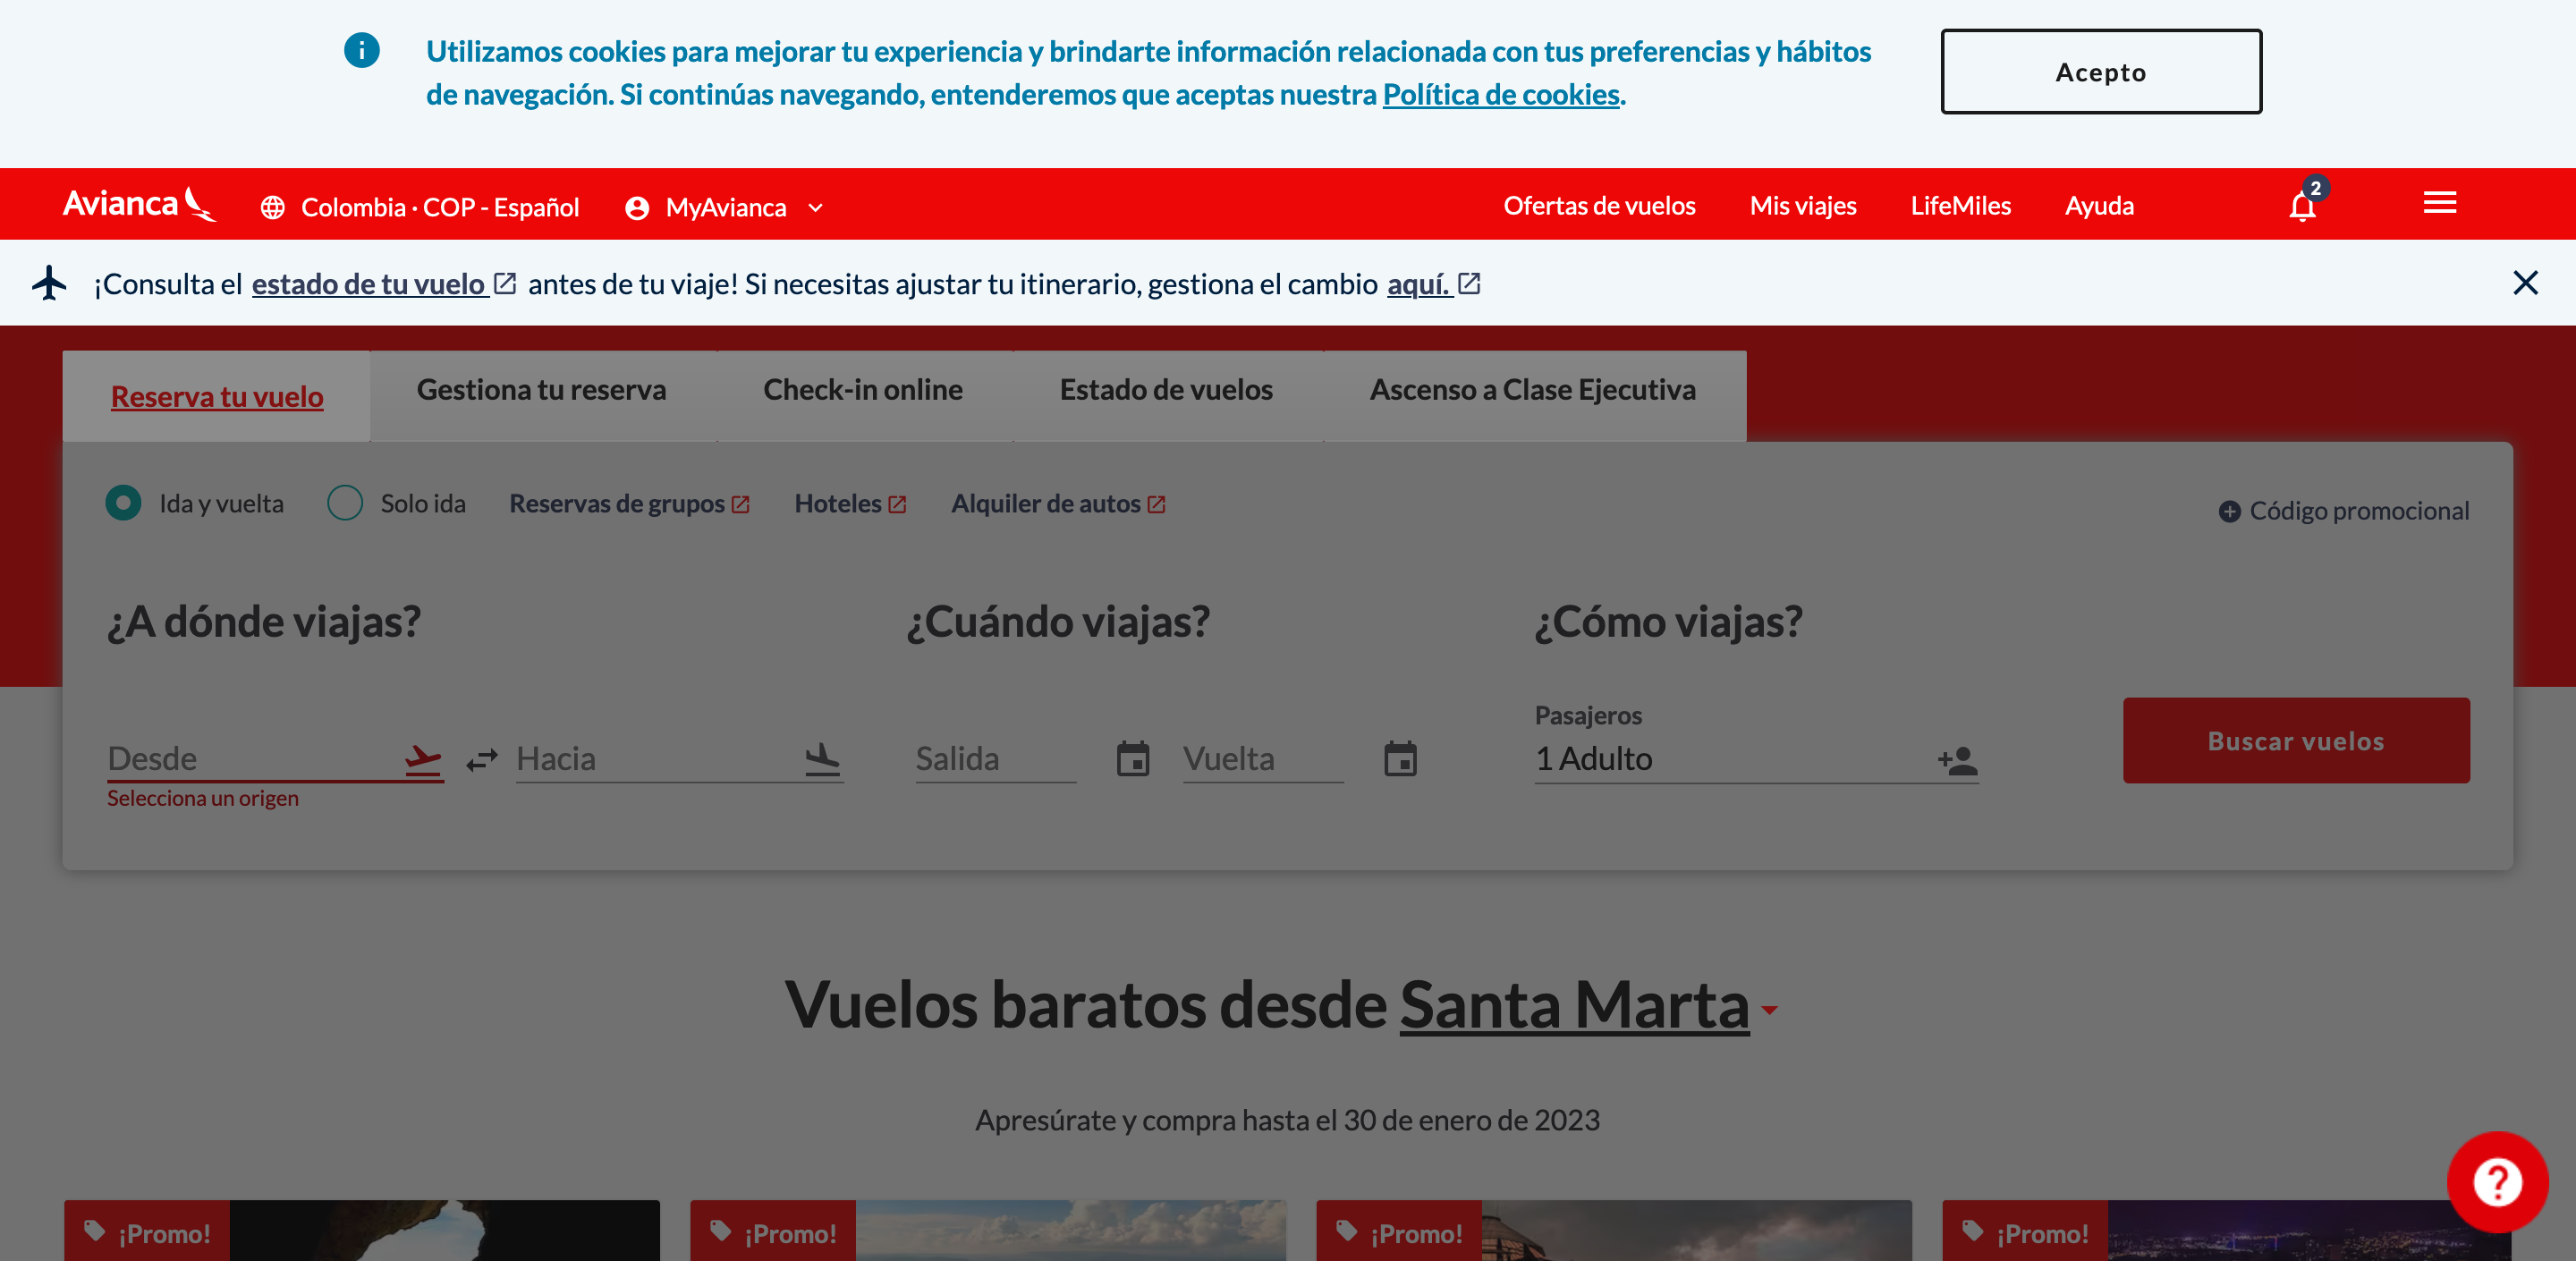 Utilizamos cookies para mejorar tu experiencia y brindarte información relacionada con tus preferencias y hábitos
de navegación. Si continúas navegando, entenderemos que aceptas nuestra Política de cookies.
Acepto
Avianca
Colombia · COP - Español
MyAvianca
Ofertas de vuelos
Mis viajes
LifeMiles
Ayuda
2
¡Consulta el estado de tu vuelo antes de tu viaje! Si necesitas ajustar tu itinerario, gestiona el cambio aquí.
Reserva tu vuelo
Gestiona tu reserva
Check-in online
Estado de vuelos
Ascenso a Clase Ejecutiva
Ida y vuelta
Solo ida
Reservas de grupos
Hoteles
Alquiler de autos
Código promocional
¿A dónde viajas?
¿Cuándo viajas?
¿Cómo viajas?
Pasajeros
Desde
Hacia
Salida
Vuelta
1 Adulto
Buscar vuelos
Selecciona un origen
Vuelos baratos desde Santa Marta
Apresúrate y compra hasta el 30 de enero de 2023
¡Promo!
¡Promo!
¡Promo!
¡Promo!